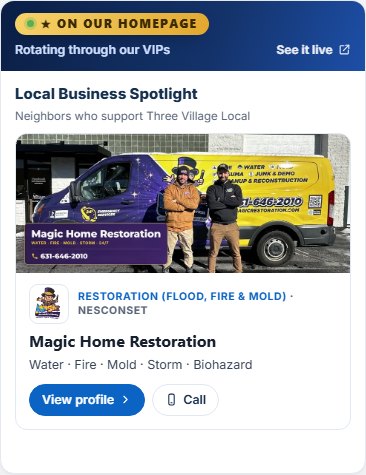 ★ ON OUR HOMEPAGE
Rotating through our VIPs
See it live
Local Business Spotlight
Neighbors who support Three Village Local
WATER
JUNK & DEMO
& RECONSTRUCTION
631-646-2010
MAGICRESTORATION.COM
Magic Home Restoration
WATER · FIRE · MOLD · STORM · 24/7
631-646-2010
RESTORATION (FLOOD, FIRE & MOLD) ·
NESCONSET
Magic Home Restoration
Water · Fire · Mold · Storm · Biohazard
View profile
Call